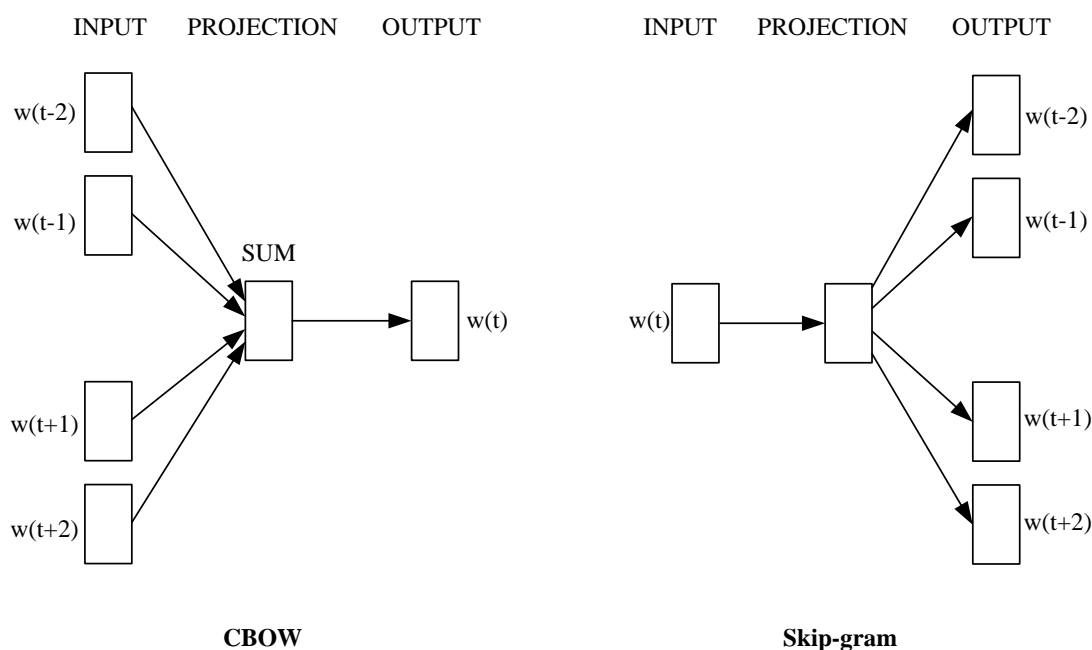 INPUT PROJECTION OUTPUT
w(t-2)
w(t-1)
SUM
w(t)
w(t+1)
w(t+2)
CBOW
INPUT PROJECTION OUTPUT
w(t-2)
w(t-1)
w(t)
w(t+1)
w(t+2)
Skip-gram